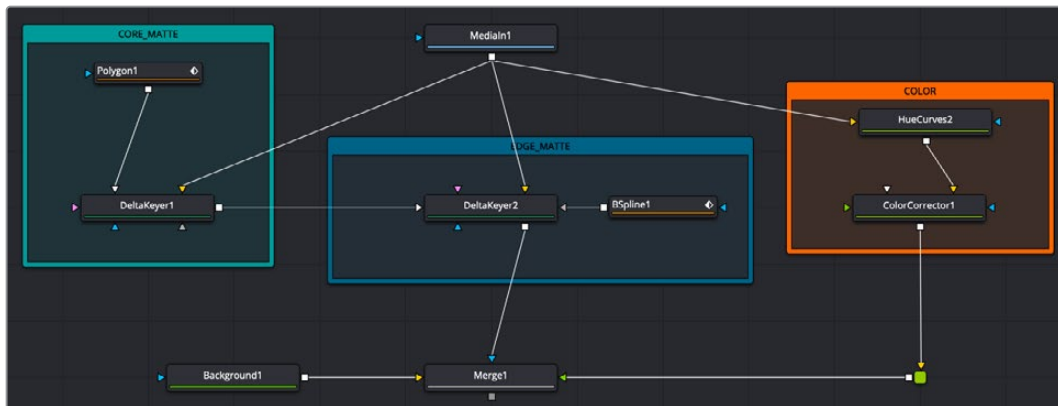 CORE_MATTE
MediaIn1
Polygon1
COLOR
HueCurves2
EDGE_MATTE
DeltaKeyer1
DeltaKeyer2
BSpline1
ColorCorrector1
Background1
Merge1